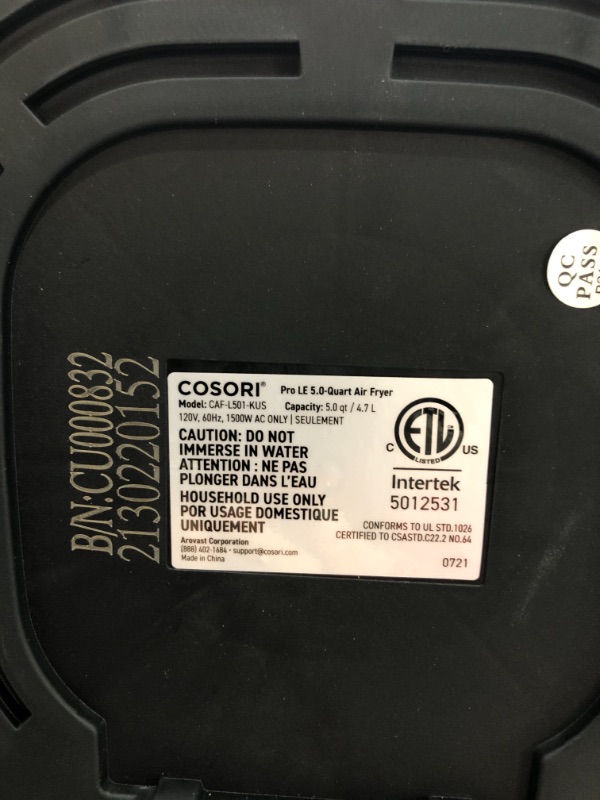 QC
PASS
B/N:CU000832
2130220152
COSORI® Pro LE 5.0-Quart Air Fryer
Model: CAF-L501-KUS Capacity: 5.0 qt / 4.7 L
120V, 60Hz, 1500W AC ONLY | SEULEMENT
CAUTION: DO NOT
IMMERSE IN WATER
ATTENTION : NE PAS
PLONGER DANS L'EAU
HOUSEHOLD USE ONLY
POR USAGE DOMESTIQUE
UNIQUEMENT
Arovast Corporation
(888) 402-1684 • support@cosori.com
Made in China
ETL
C US
LISTED
Intertek
5012531
CONFORMS TO UL STD.1026
CERTIFIED TO CSASTD.C22.2 NO.64
0721